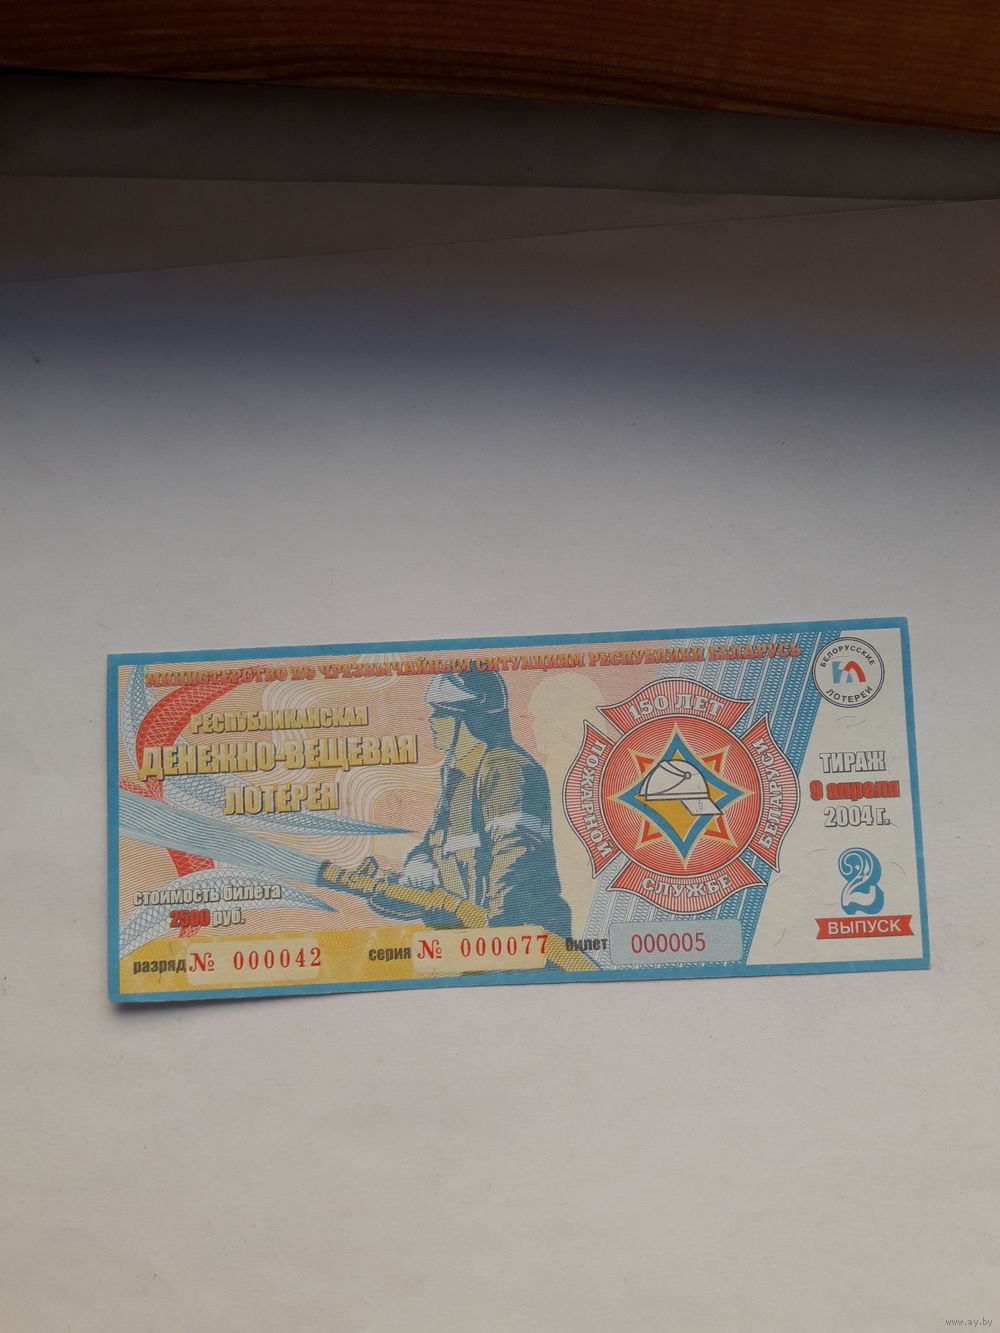 МИНИСТЕРСТВО ПО ЧРЕЗВЫЧАЙНЫМ СИТУАЦИЯМ РЕСПУБЛИКИ БЕЛАРУСЬ
РЕСПУБЛИКАНСКАЯ
ДЕНЕЖНО-ВЕЩЕВАЯ
ЛОТЕРЕЯ
стоимость билета
2500 руб.
разряд № 000042
серия № 000077
билет 000005
150 ЛЕТ
ПОЖАРНОЙ
СЛУЖБЕ
БЕЛАРУСИ
БЕЛОРУССКИЕ
ЛОТЕРЕИ
ТИРАЖ
9 апреля
2004 г.
2
ВЫПУСК
www.ay.by